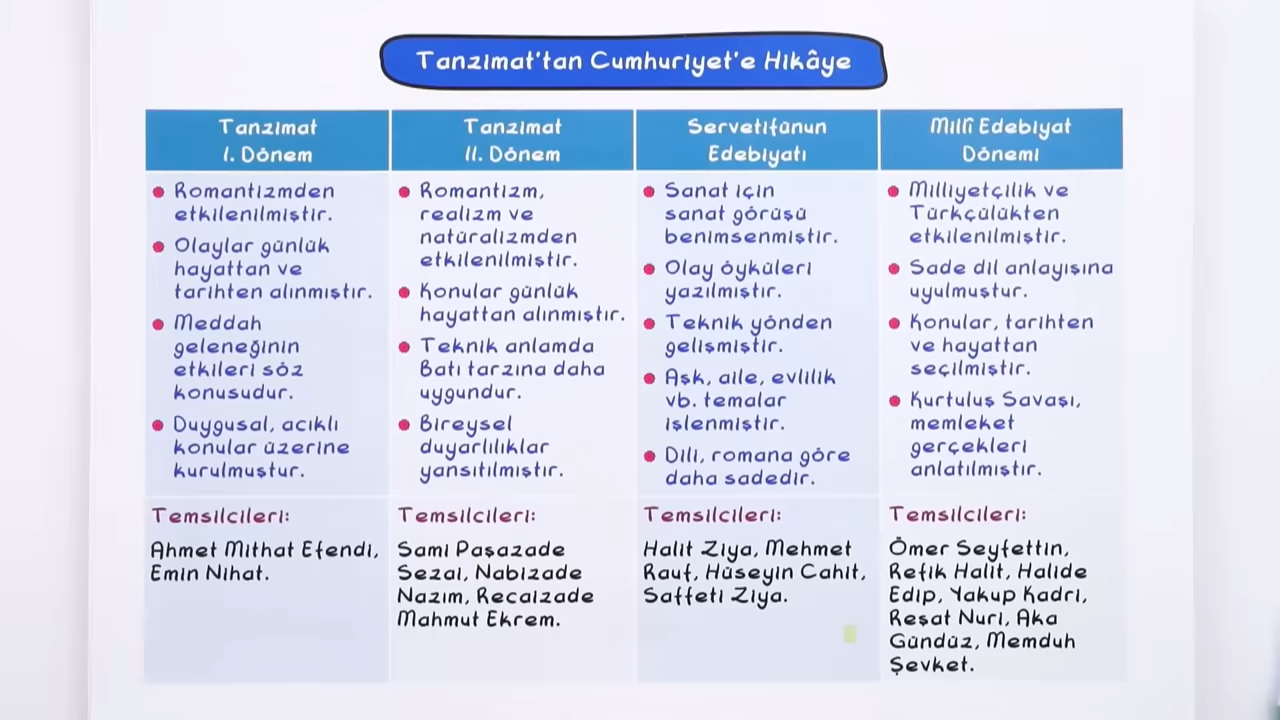 Tanzimat'tan Cumhuriyet'e Hikâye
Tanzimat
I. Dönem
Romantizmden
etkilenilmiştir.
Olaylar günlük
hayattan ve
tarihten alınmıştır.
Meddah
geleneğinin
etkileri söz
konusudur.
Duygusal, acıklı
konular üzerine
kurulmuştur.
Temsilcileri:
Ahmet Mithat Efendi,
Emin Nihat.
Tanzimat
II. Dönem
Romantizm,
realizm ve
natüralizmden
etkilenilmiştir.
Konular günlük
hayattan alınmıştır.
Teknik anlamda
Batı tarzına daha
uygundur.
Bireysel
duyarlılıklar
yansıtılmıştır.
Temsilcileri:
Sami Paşazade
Sezai, Nabizade
Nazım, Recaizade
Mahmut Ekrem.
Servetifünun
Edebiyatı
Sanat için
sanat görüşü
benimsenmiştir.
Olay öyküleri
yazılmıştır.
Teknik yönden
gelişmiştir.
Aşk, aile, evlilik
vb. temalar
işlenmiştir.
Dili, romana göre
daha sadedir.
Temsilcileri:
Halit Ziya, Mehmet
Rauf, Hüseyin Cahit,
Saffeti Ziya.
Millî Edebiyat
Dönemi
Milliyetçilik ve
Türkçülükten
etkilenilmiştir.
Sade dil anlayışına
uyulmuştur.
Konular, tarihten
ve hayattan
seçilmiştir.
Kurtuluş Savaşı,
memleket
gerçekleri
anlatılmıştır.
Temsilcileri:
Ömer Seyfettin,
Refik Halit, Halide
Edip, Yakup Kadri,
Reşat Nuri, Aka
Gündüz, Memduh
Şevket.